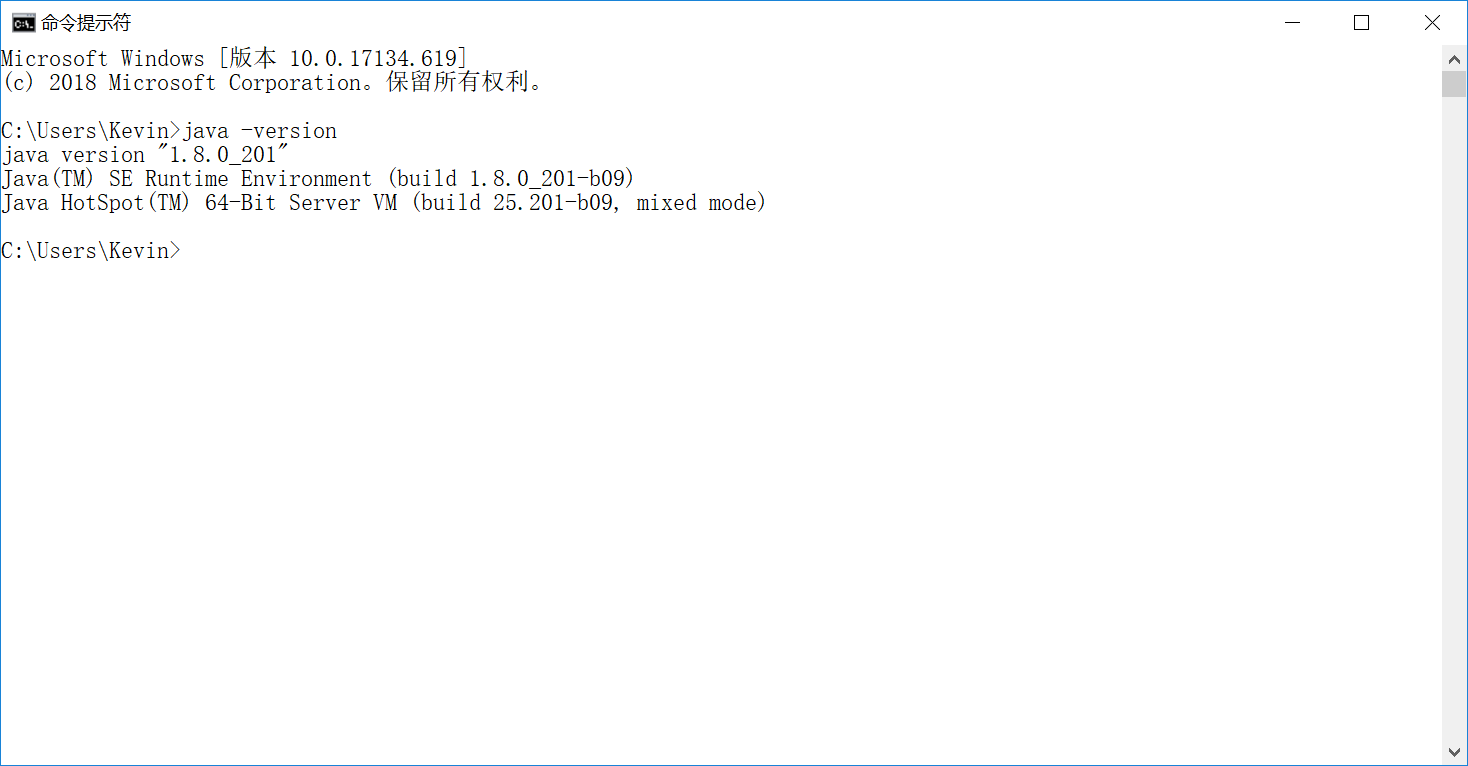 命令提示符
Microsoft Windows [版本 10.0.17134.619]
(c) 2018 Microsoft Corporation。保留所有权利。
C:\Users\Kevin>java -version
java version "1.8.0_201"
Java(TM) SE Runtime Environment (build 1.8.0_201-b09)
Java HotSpot(TM) 64-Bit Server VM (build 25.201-b09, mixed mode)
C:\Users\Kevin>